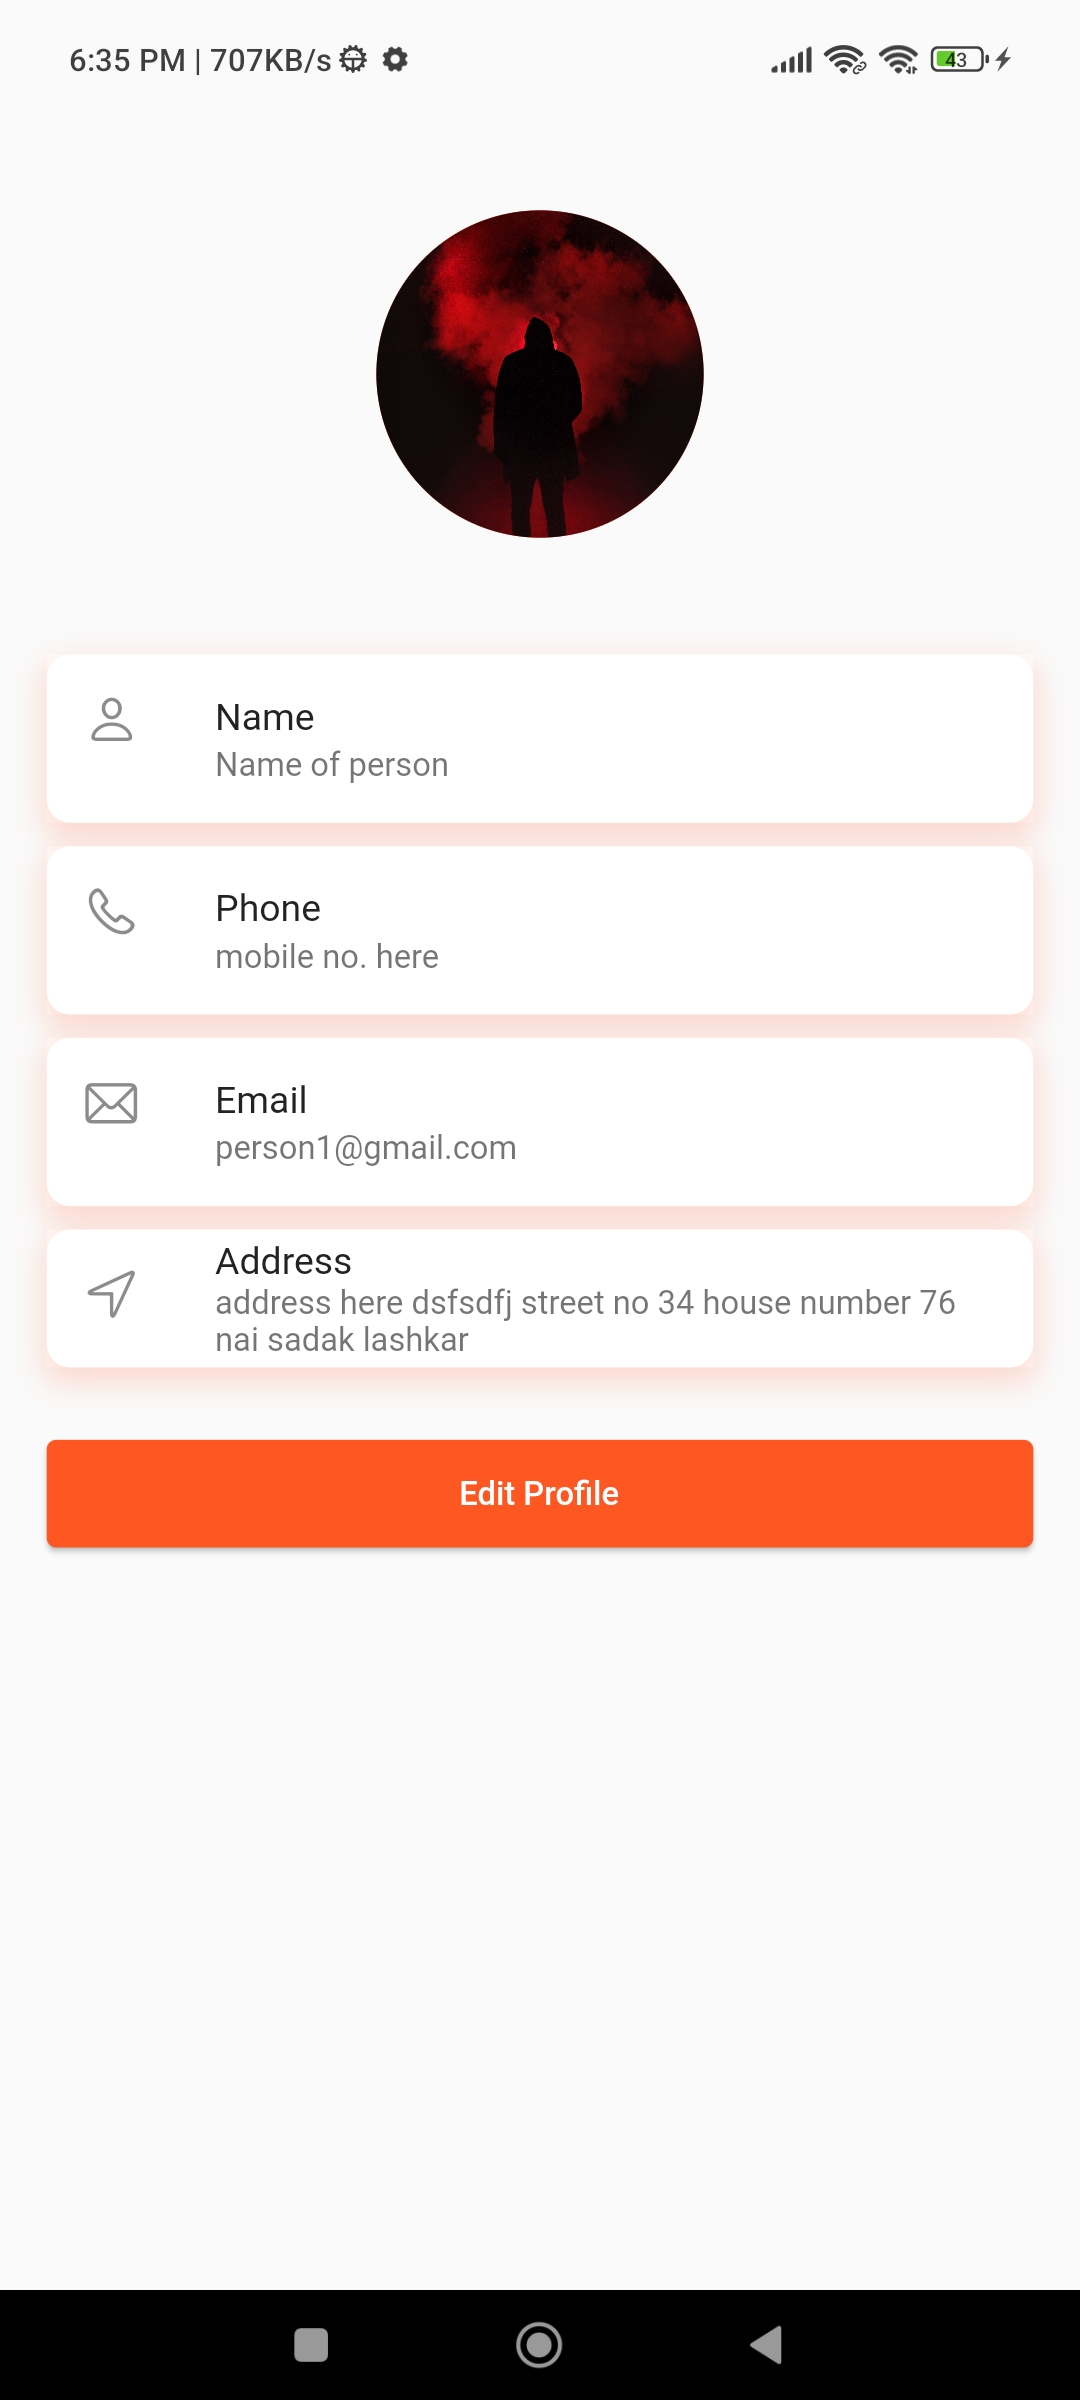 6:35 PM | 707KB/s
43
Name
Name of person
Phone
mobile no. here
Email
person1@gmail.com
Address
address here dsfsdfj street no 34 house number 76
nai sadak lashkar
Edit Profile